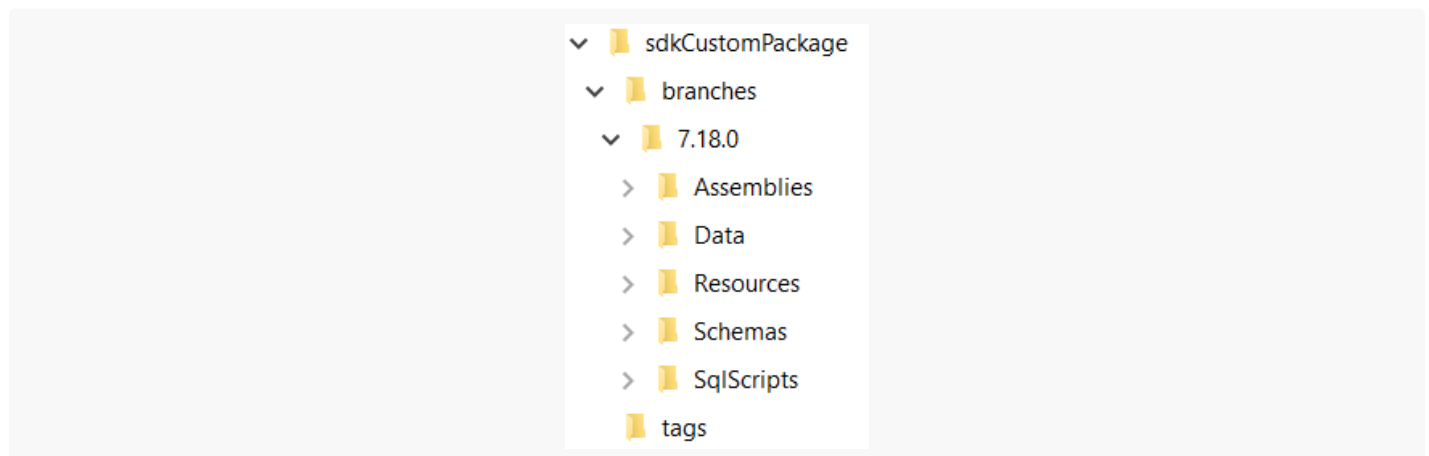 sdkCustomPackage
branches
7.18.0
Assemblies
Data
Resources
Schemas
SqlScripts
tags